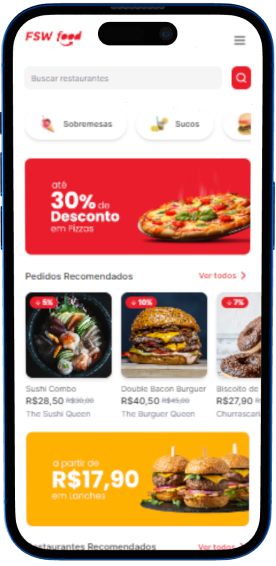 FSW food
Buscar restaurantes
Sobremesas
Sucos
até
30% de
Desconto
em Pizzas
Pedidos Recomendados
Ver todos
5%
10%
7%
Sushi Combo
Double Bacon Burguer
Biscoito de
R$28,50 R$30,00
R$40,50 R$45,00
R$27,90
The Sushi Queen
The Burguer Queen
Churrascari
a partir de
R$17,90
em Lanches
Restaurantes Recomendados
Ver todos